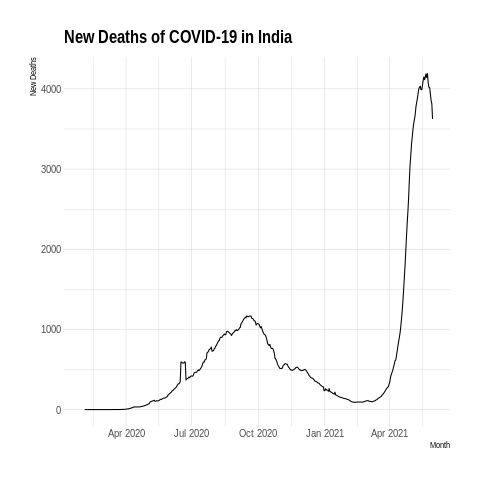 New Deaths of COVID-19 in India
New Deaths
4000
3000
2000
1000
0
Apr 2020 Jul 2020 Oct 2020 Jan 2021 Apr 2021
Month